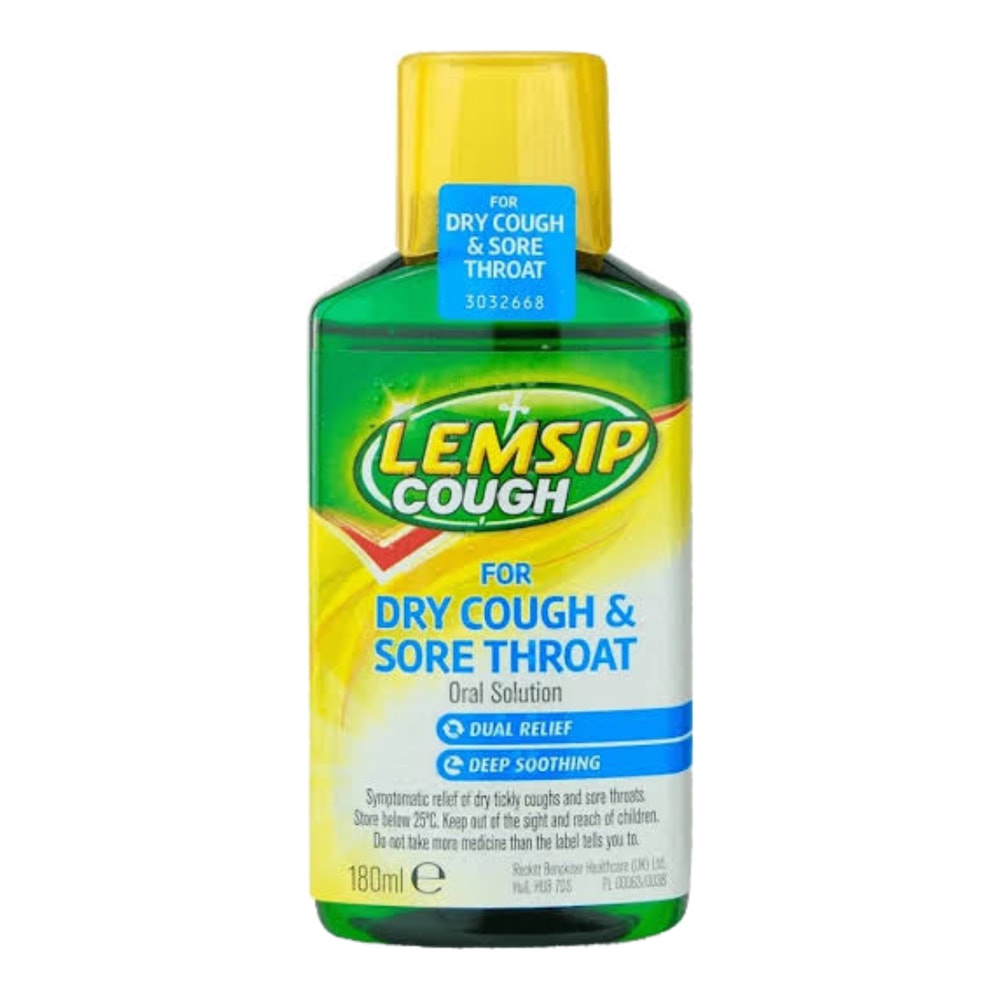 FOR
DRY COUGH
& SORE
THROAT
3032668
LEMSIP
COUGH
FOR
DRY COUGH &
SORE THROAT
Oral Solution
DUAL RELIEF
DEEP SOOTHING
Symptomatic relief of dry tickly coughs and sore throats.
Store below 25°C. Keep out of the sight and reach of children.
Do not take more medicine than the label tells you to.
180ml ℮
Reckitt Benckiser Healthcare (UK) Ltd,
Hull, HU8 7DS PL 00063/0038